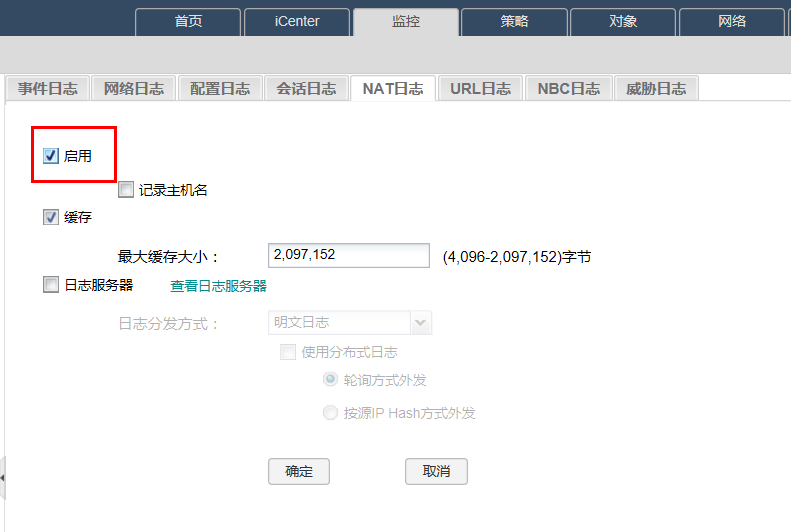 首页 iCenter 监控 策略 对象 网络
事件日志 网络日志 配置日志 会话日志 NAT日志 URL日志 NBC日志 威胁日志
启用
记录主机名
缓存
最大缓存大小： 2,097,152 (4,096-2,097,152)字节
日志服务器 查看日志服务器
日志分发方式： 明文日志
使用分布式日志
轮询方式外发
按源IP Hash方式外发
确定 取消